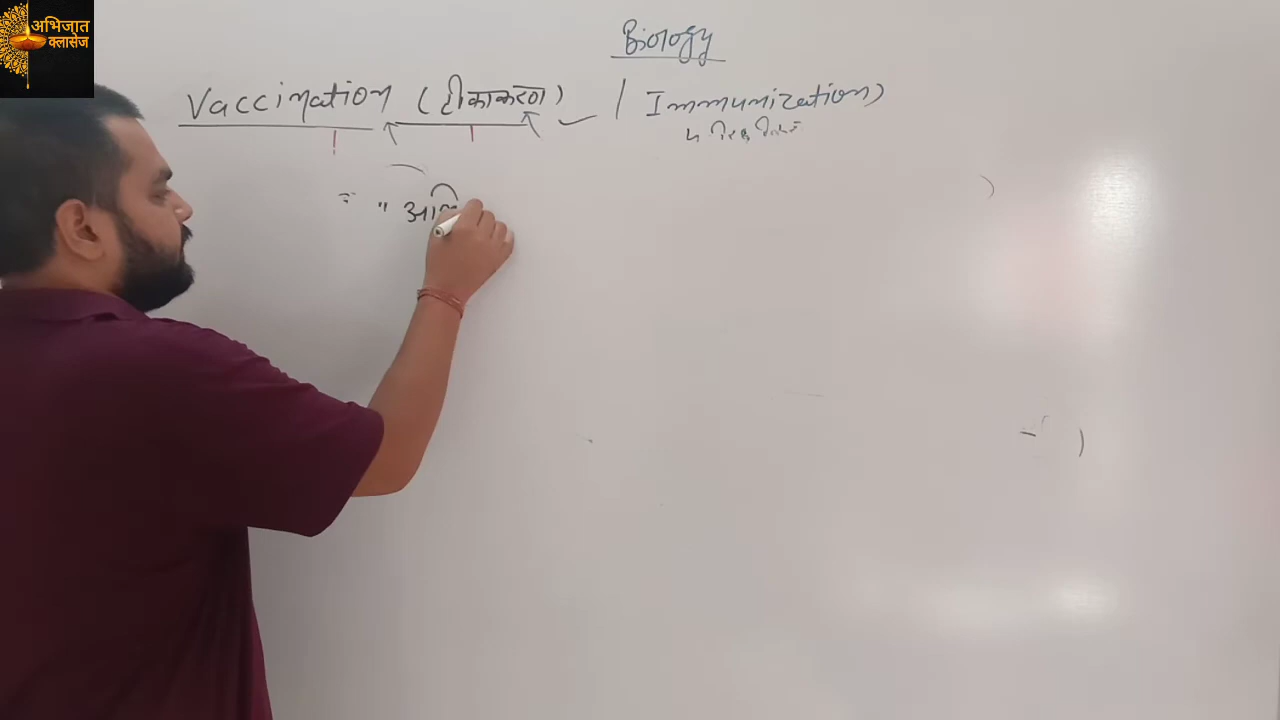 अभिजात
क्लासेज
Biology
Vaccination (टीकाकरण) / Immunization)